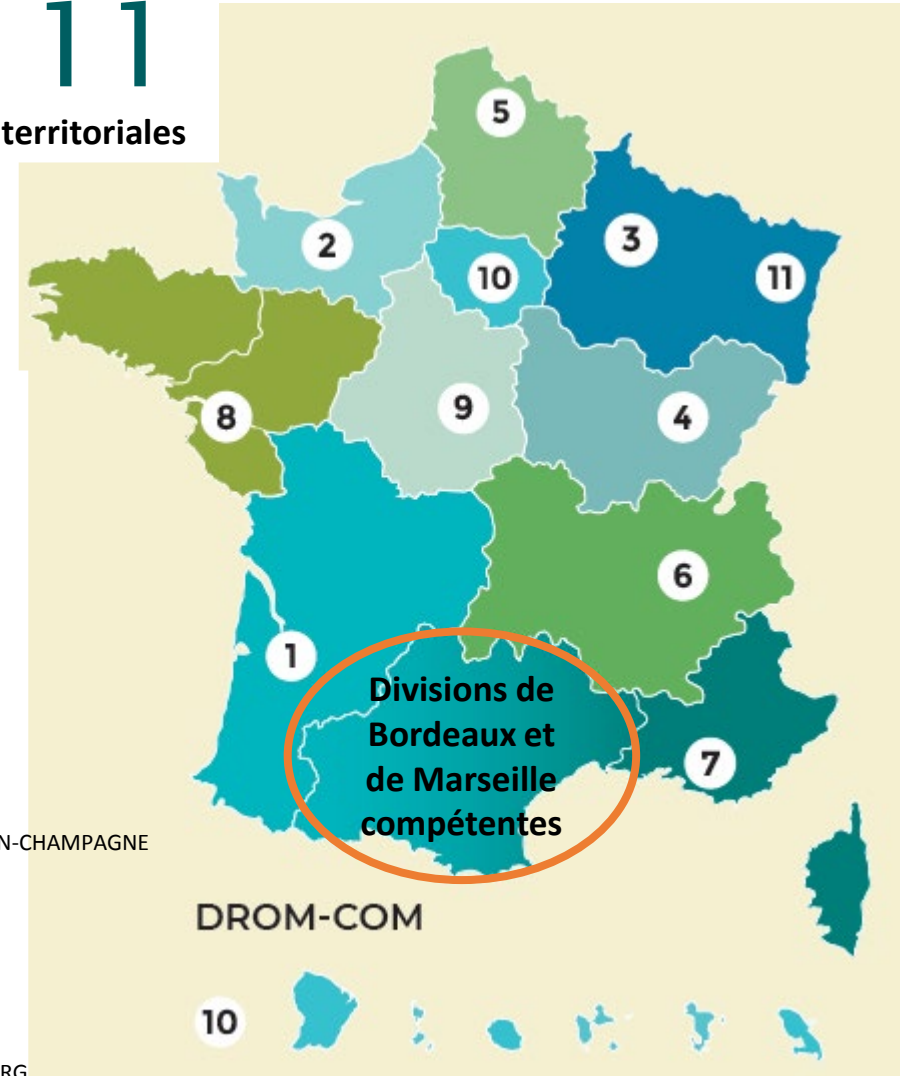 11
territoriales
5
2
3
10
11
9
4
8
6
1
Divisions de
Bordeaux et
de Marseille
compétentes
7
N-CHAMPAGNE
DROM-COM
10
RG